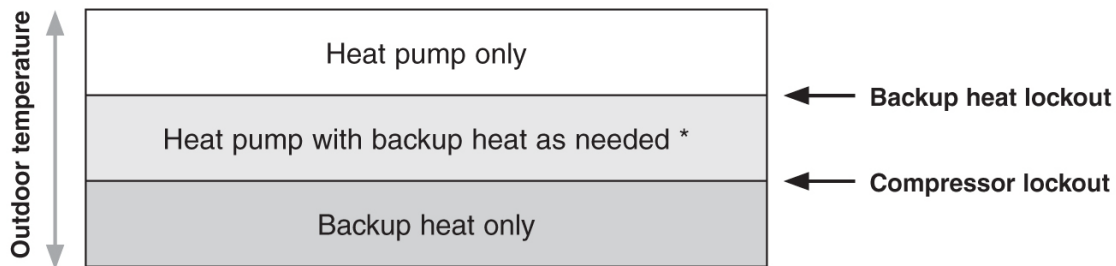 Outdoor temperature
Heat pump only
Backup heat lockout
Heat pump with backup heat as needed *
Compressor lockout
Backup heat only